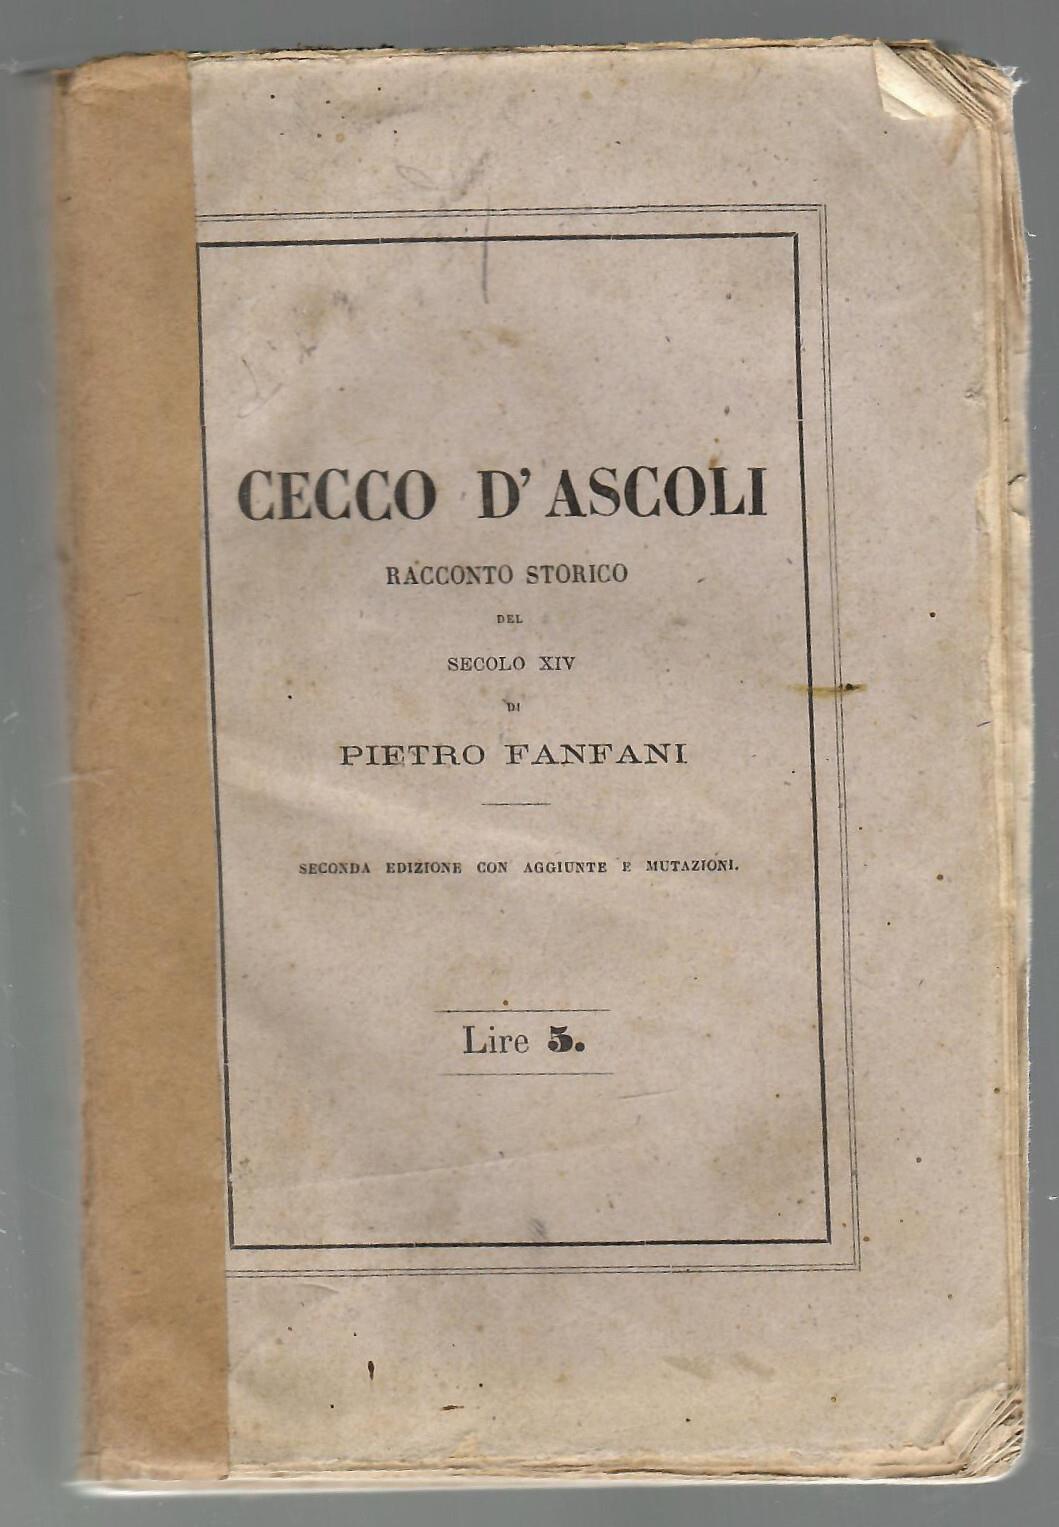 CECCO D'ASCOLI
RACCONTO STORICO
DEL
SECOLO XIV
DI
PIETRO FANFANI
SECONDA EDIZIONE CON AGGIUNTE E MUTAZIONI.
Lire 5.